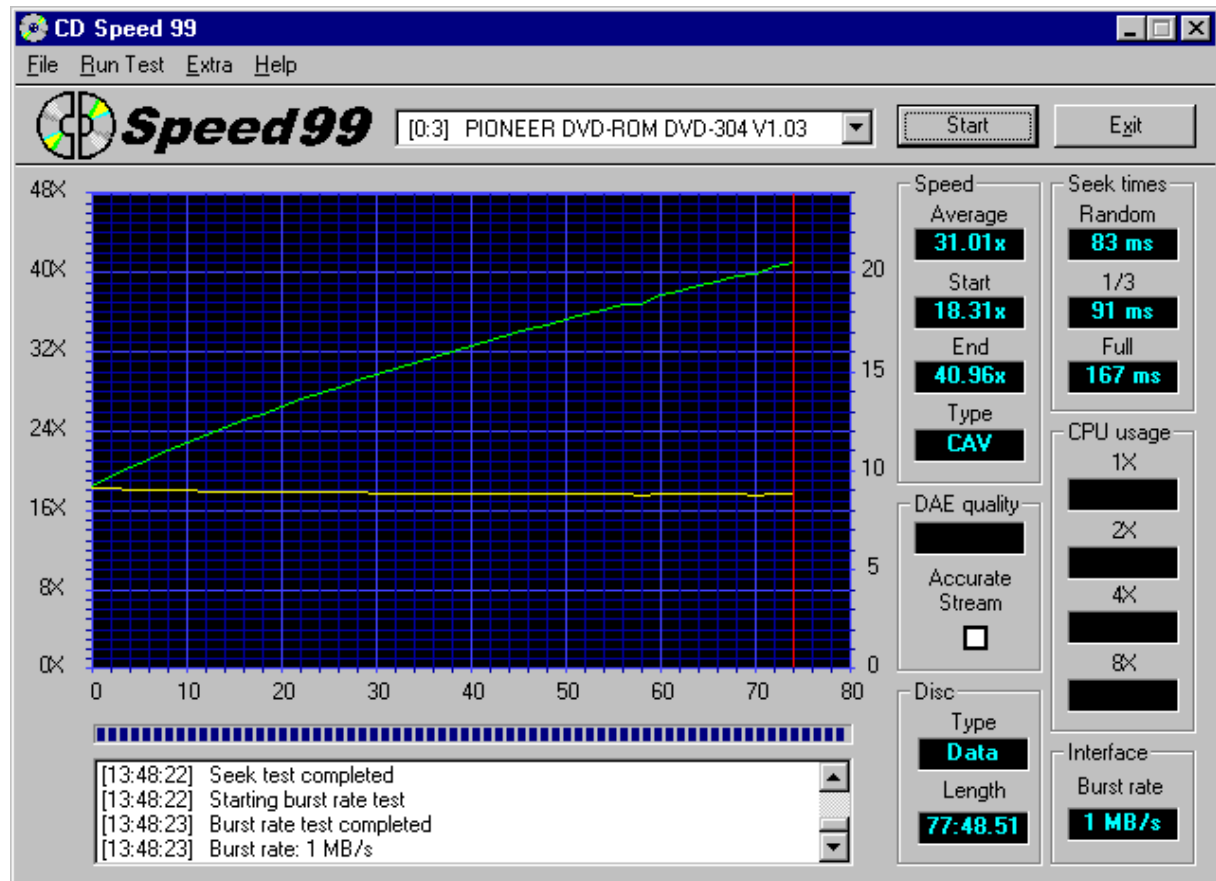 CD Speed 99
File Run Test Extra Help
Speed99
[0:3] PIONEER DVD-ROM DVD-304 V1.03
Start
Exit
48X
40X
32X
24X
16X
8X
0X
20
15
10
5
0
0 10 20 30 40 50 60 70 80
Speed
Average
31.01x
Start
18.31x
End
40.96x
Type
CAV
DAE quality
Accurate
Stream
Disc
Type
Data
Length
77:48.51
Seek times
Random
83 ms
1/3
91 ms
Full
167 ms
CPU usage
1X
2X
4X
8X
Interface
Burst rate
1 MB/s
[13:48:22] Seek test completed
[13:48:22] Starting burst rate test
[13:48:23] Burst rate test completed
[13:48:23] Burst rate: 1 MB/s